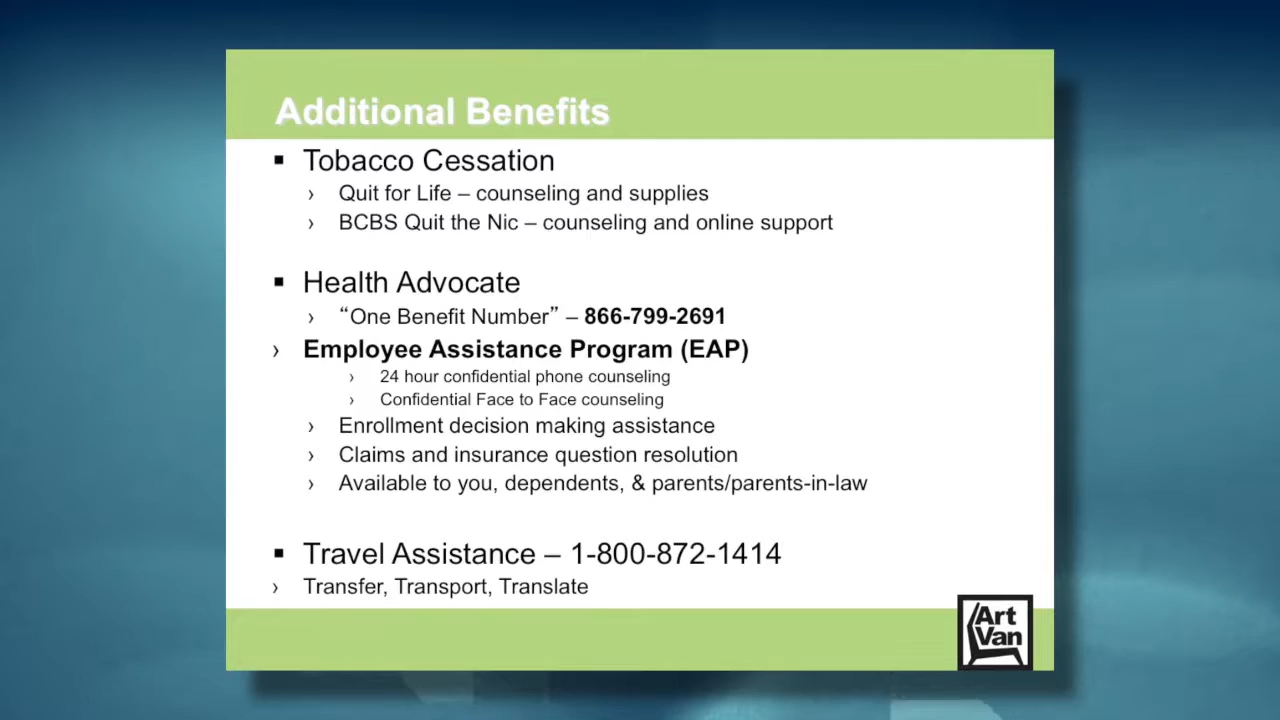 Additional Benefits
▪ Tobacco Cessation
› Quit for Life – counseling and supplies
› BCBS Quit the Nic – counseling and online support
▪ Health Advocate
› “One Benefit Number” – 866-799-2691
› Employee Assistance Program (EAP)
› 24 hour confidential phone counseling
› Confidential Face to Face counseling
› Enrollment decision making assistance
› Claims and insurance question resolution
› Available to you, dependents, & parents/parents-in-law
▪ Travel Assistance – 1-800-872-1414
› Transfer, Transport, Translate
Art
Van